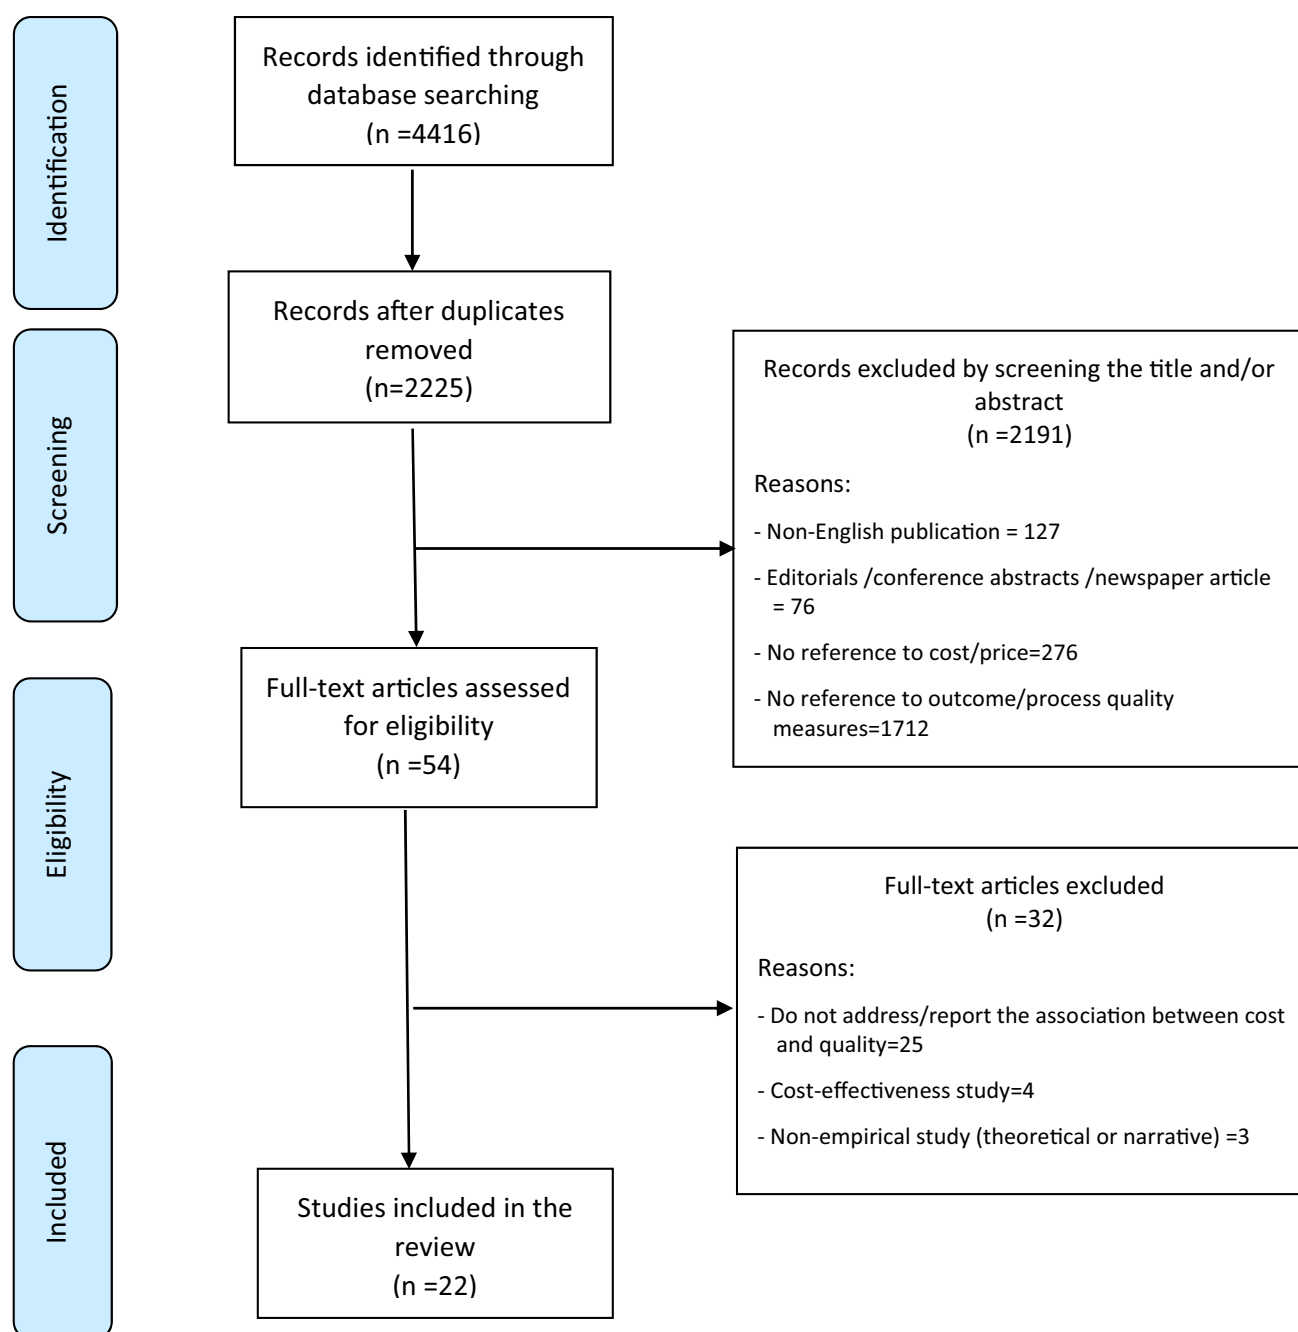 Identification
Records identified through
database searching
(n =4416)
Records after duplicates
removed
(n=2225)
Screening
Records excluded by screening the title and/or
abstract
(n =2191)
Reasons:
- Non-English publication = 127
- Editorials /conference abstracts /newspaper article
= 76
- No reference to cost/price=276
- No reference to outcome/process quality
measures=1712
Eligibility
Full-text articles assessed
for eligibility
(n =54)
Full-text articles excluded
(n =32)
Reasons:
- Do not address/report the association between cost
and quality=25
- Cost-effectiveness study=4
- Non-empirical study (theoretical or narrative) =3
Included
Studies included in the
review
(n =22)